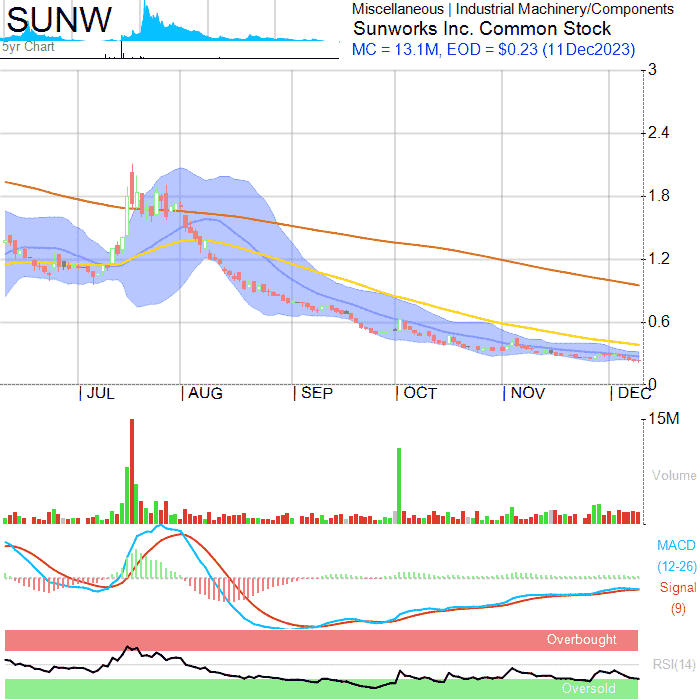 SUNW
5yr Chart
Miscellaneous | Industrial Machinery/Components
Sunworks Inc. Common Stock
MC = 13.1M, EOD = $0.23 (11Dec2023)
3
2.4
1.8
1.2
0.6
0
JUL AUG SEP OCT NOV DEC
15M
Volume
MACD
(12-26)
Signal
(9)
Overbought
RSI(14)
Oversold